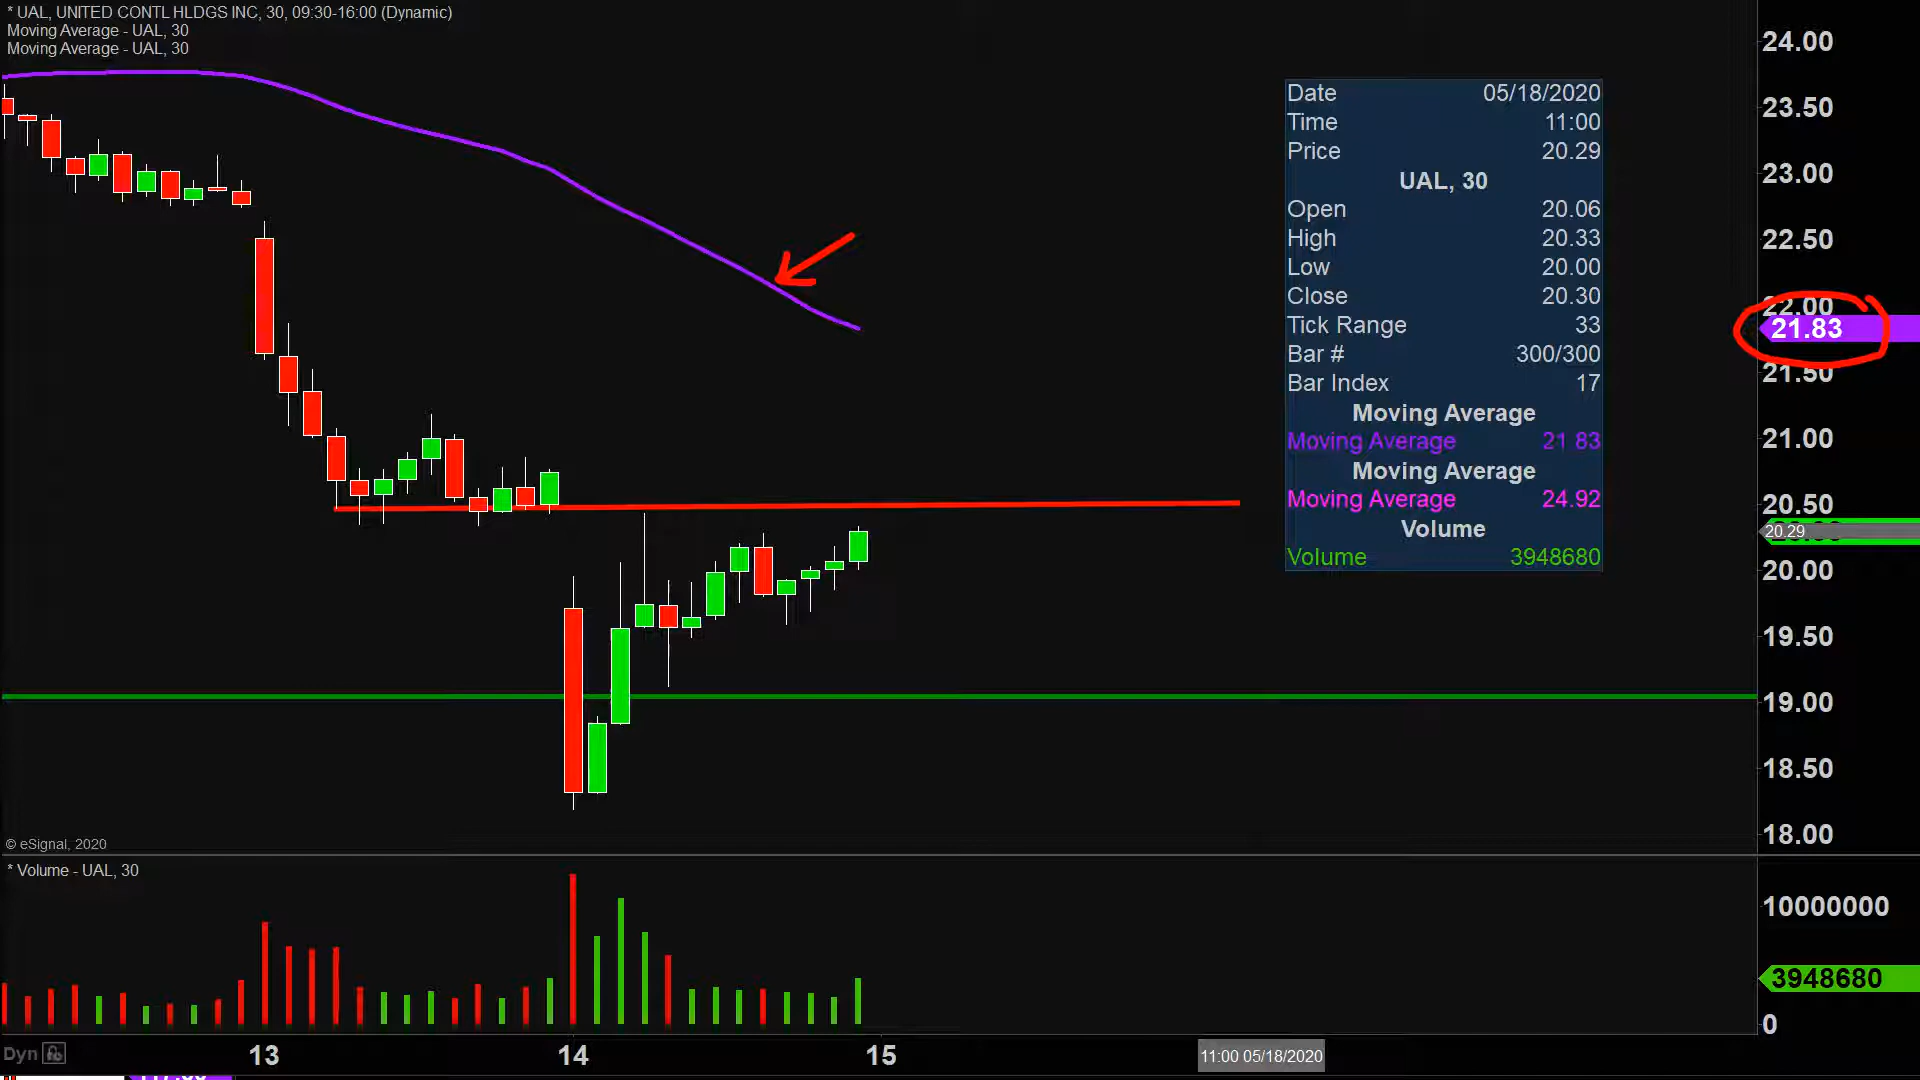 * UAL, UNITED CONTL HLDGS INC, 30, 09:30-16:00 (Dynamic)
Moving Average - UAL, 30
Moving Average - UAL, 30
Date 05/18/2020
Time 11:00
Price 20.29
UAL, 30
Open 20.06
High 20.33
Low 20.00
Close 20.30
Tick Range 33
Bar # 300/300
Bar Index 17
Moving Average
Moving Average 21.83
Moving Average
Moving Average 24.92
Volume
Volume 3948680
24.00
23.50
23.00
22.50
22.00
21.83
21.50
21.00
20.50
20.29
20.00
19.50
19.00
18.50
18.00
© eSignal, 2020
* Volume - UAL, 30
10000000
3948680
0
Dyn 13 14 15 11:00 05/18/2020